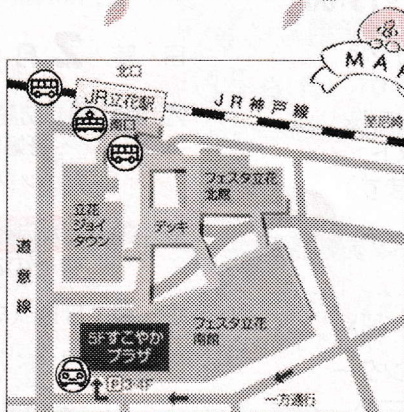 MAP
北口
JR立花駅
JR神戸線
至尼崎
南口
フェスタ立花
北館
立花
ジョイ
タウン
デッキ
道意線
5Fすこやか
プラザ
フェスタ立花
南館
P3・4F
一方通行